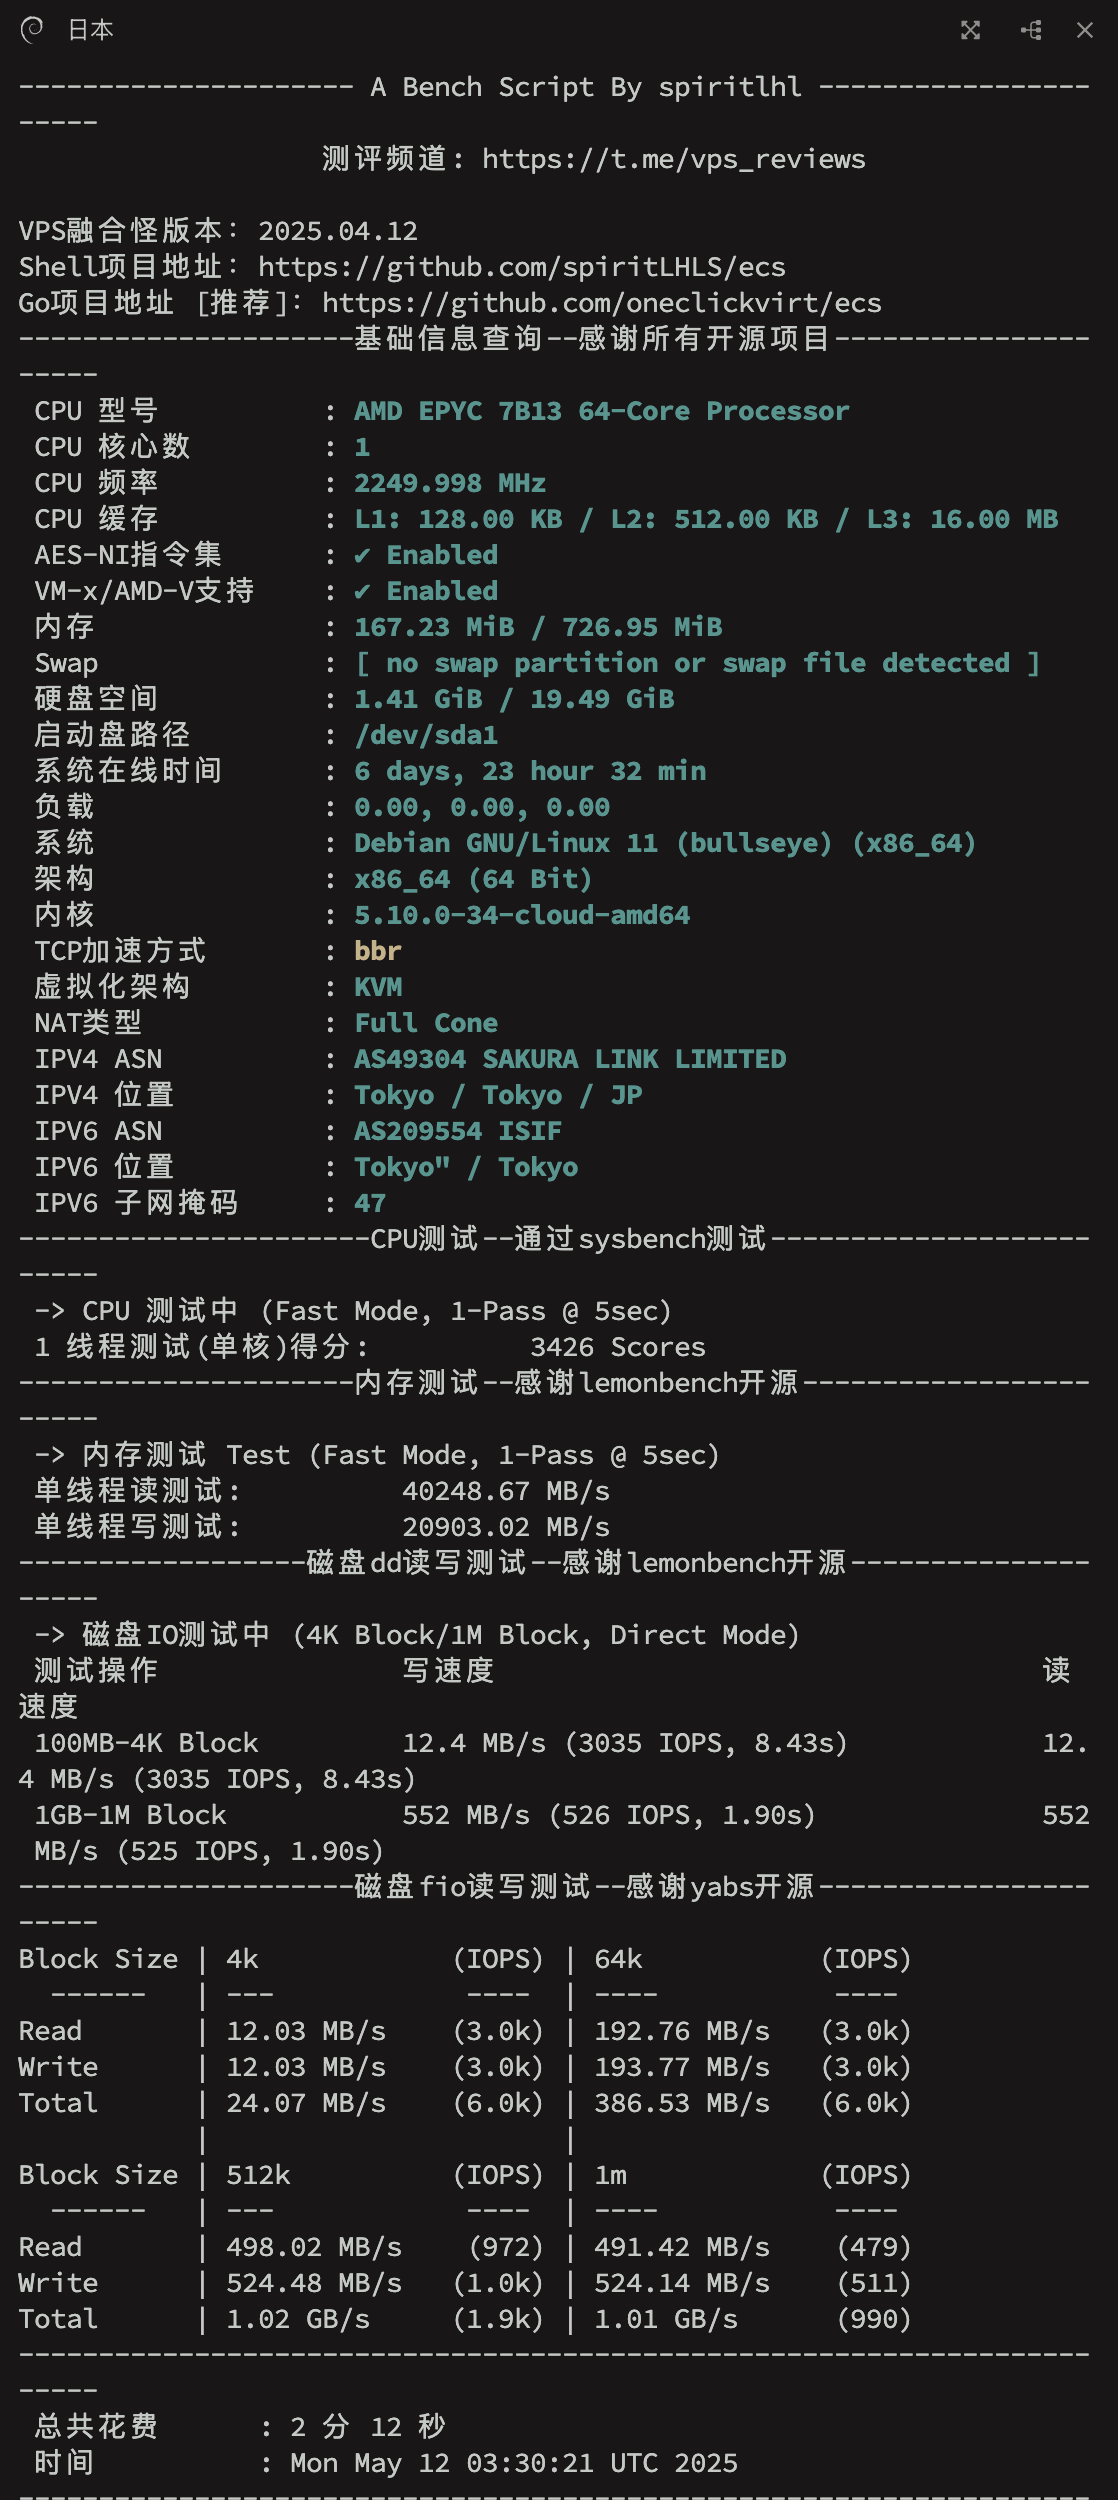 日本
--------------------- A Bench Script By spiritlhl -----------------
-----
测评频道: https://t.me/vps_reviews
VPS融合怪版本: 2025.04.12
Shell项目地址: https://github.com/spiritLHLS/ecs
Go项目地址 [推荐]: https://github.com/oneclickvirt/ecs
---------------------基础信息查询--感谢所有开源项目----------------
-----
CPU 型号 : AMD EPYC 7B13 64-Core Processor
CPU 核心数 : 1
CPU 频率 : 2249.998 MHz
CPU 缓存 : L1: 128.00 KB / L2: 512.00 KB / L3: 16.00 MB
AES-NI指令集 : ✔ Enabled
VM-x/AMD-V支持 : ✔ Enabled
内存 : 167.23 MiB / 726.95 MiB
Swap : [ no swap partition or swap file detected ]
硬盘空间 : 1.41 GiB / 19.49 GiB
启动盘路径 : /dev/sda1
系统在线时间 : 6 days, 23 hour 32 min
负载 : 0.00, 0.00, 0.00
系统 : Debian GNU/Linux 11 (bullseye) (x86_64)
架构 : x86_64 (64 Bit)
内核 : 5.10.0-34-cloud-amd64
TCP加速方式 : bbr
虚拟化架构 : KVM
NAT类型 : Full Cone
IPV4 ASN : AS49304 SAKURA LINK LIMITED
IPV4 位置 : Tokyo / Tokyo / JP
IPV6 ASN : AS209554 ISIF
IPV6 位置 : Tokyo" / Tokyo
IPV6 子网掩码 : 47
----------------------CPU测试--通过sysbench测试--------------------
-----
-> CPU 测试中 (Fast Mode, 1-Pass @ 5sec)
1 线程测试(单核)得分: 3426 Scores
---------------------内存测试--感谢lemonbench开源------------------
-----
-> 内存测试 Test (Fast Mode, 1-Pass @ 5sec)
单线程读测试: 40248.67 MB/s
单线程写测试: 20903.02 MB/s
------------------磁盘dd读写测试--感谢lemonbench开源---------------
-----
-> 磁盘IO测试中 (4K Block/1M Block, Direct Mode)
测试操作 写速度 读
速度
100MB-4K Block 12.4 MB/s (3035 IOPS, 8.43s) 12.
4 MB/s (3035 IOPS, 8.43s)
1GB-1M Block 552 MB/s (526 IOPS, 1.90s) 552
MB/s (525 IOPS, 1.90s)
---------------------磁盘fio读写测试--感谢yabs开源-----------------
-----
Block Size | 4k (IOPS) | 64k (IOPS)
------ | --- ---- | ---- ----
Read | 12.03 MB/s (3.0k) | 192.76 MB/s (3.0k)
Write | 12.03 MB/s (3.0k) | 193.77 MB/s (3.0k)
Total | 24.07 MB/s (6.0k) | 386.53 MB/s (6.0k)
| |
Block Size | 512k (IOPS) | 1m (IOPS)
------ | --- ---- | ---- ----
Read | 498.02 MB/s (972) | 491.42 MB/s (479)
Write | 524.48 MB/s (1.0k) | 524.14 MB/s (511)
Total | 1.02 GB/s (1.9k) | 1.01 GB/s (990)
-------------------------------------------------------------------
-----
总共花费 : 2 分 12 秒
时间 : Mon May 12 03:30:21 UTC 2025
-------------------------------------------------------------------